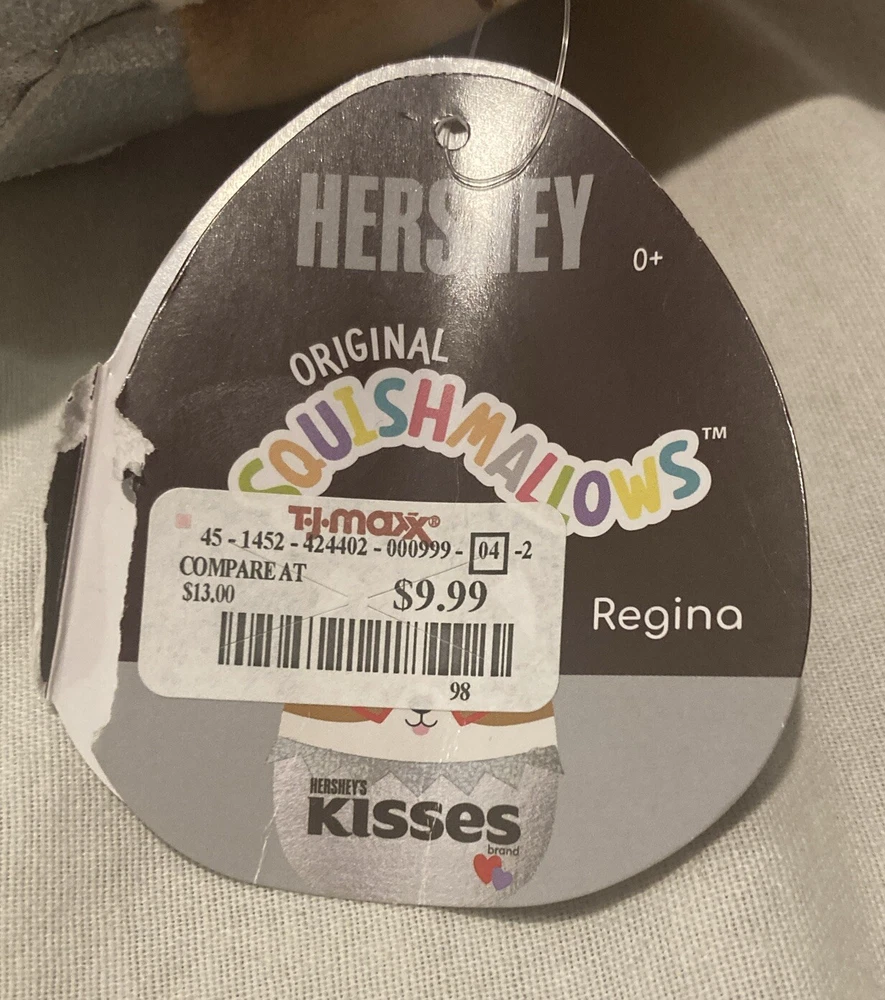 HERSHEY
0+
ORIGINAL
SQUISHMALLOWS™
T·J·maxx®
45 - 1452 - 424402 - 000999 - 04 -2
COMPARE AT
$13.00
$9.99
98
Regina
HERSHEY'S
KISSES
brand